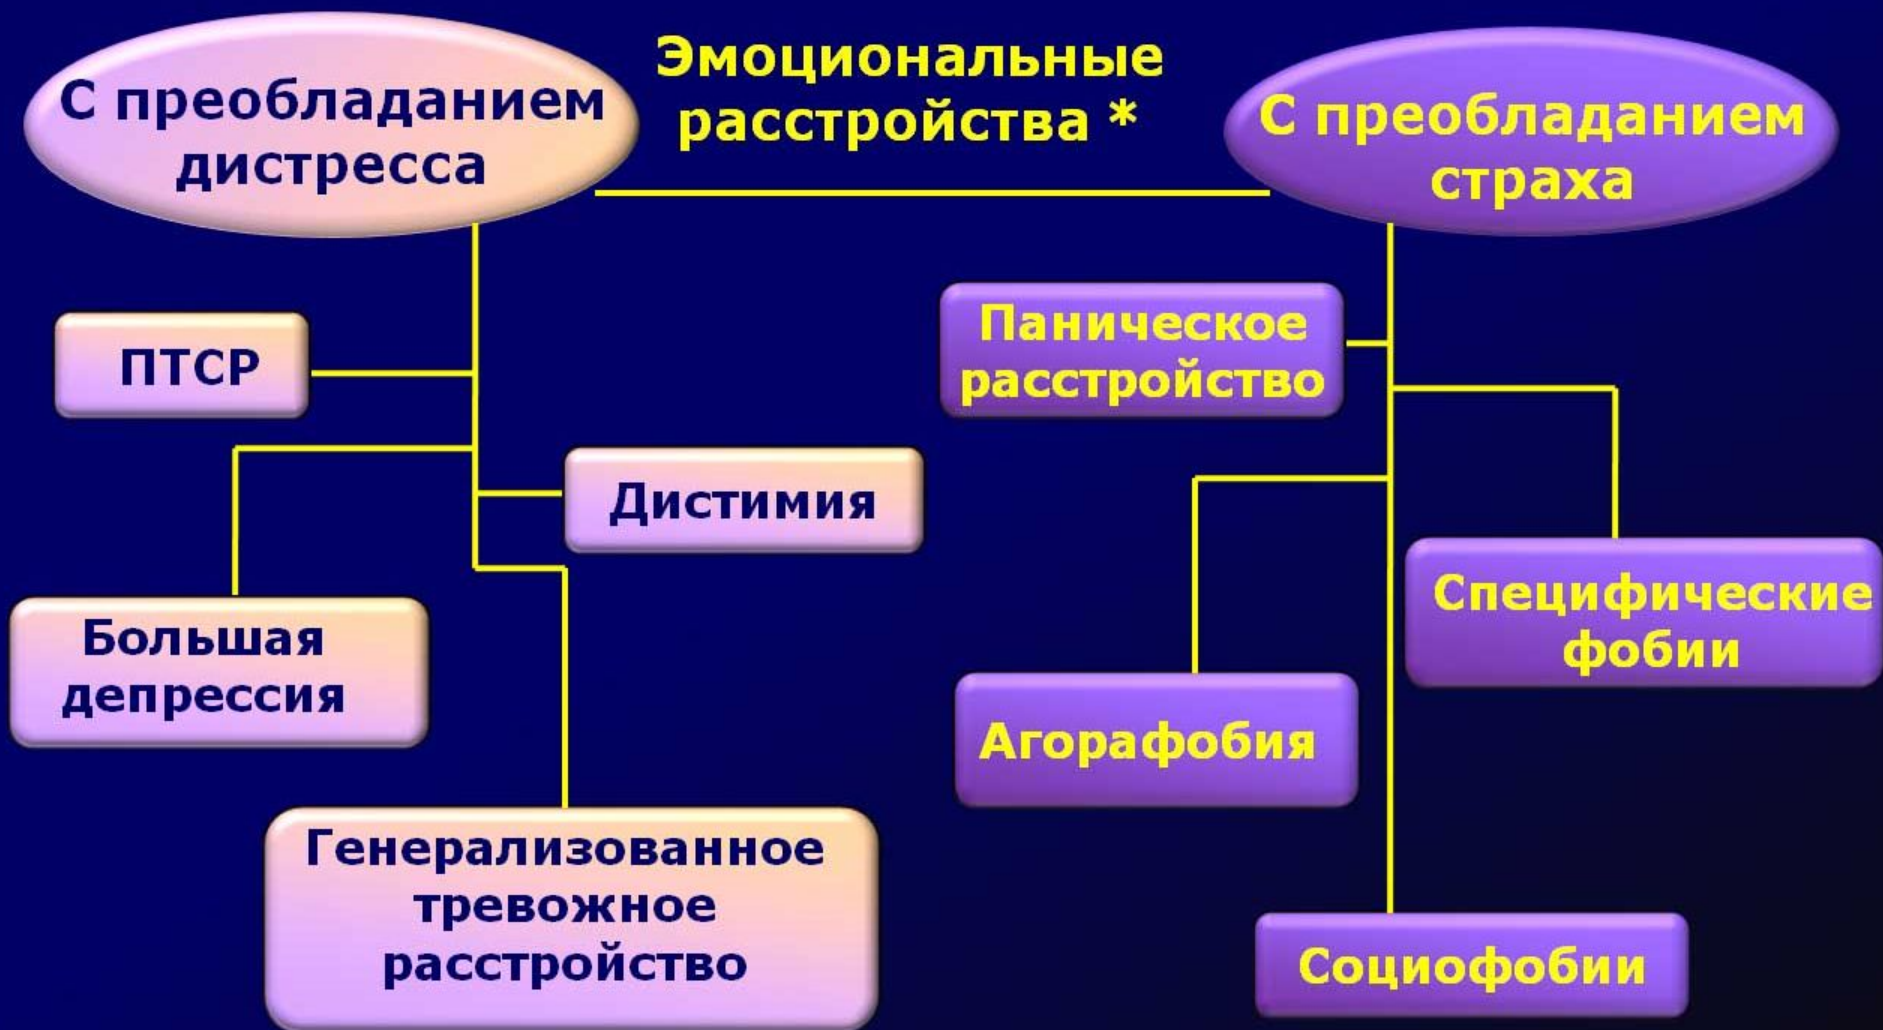 Эмоциональные
расстройства *
С преобладанием
дистресса
С преобладанием
страха
ПТСР
Дистимия
Большая
депрессия
Генерализованное
тревожное
расстройство
Паническое
расстройство
Специфические
фобии
Агорафобия
Социофобии